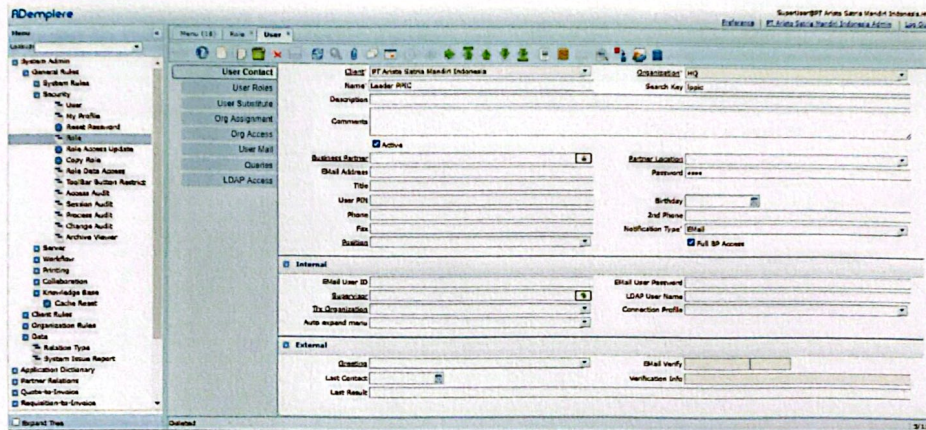 ADempiere
SuperUser@PT Arista Satria Mandiri Indonesia.H
Preference | PT Arista Satria Mandiri Indonesia Admin | Log Out
Menu
Menu (18)
Role
User
System Admin
General Rules
System Rules
Security
User
My Profile
Reset Password
Role
Role Access Update
Copy Role
Role Data Access
Toolbar Button Restrict
Access Audit
Session Audit
Process Audit
Change Audit
Archive Viewer
Server
Workflow
Printing
Collaboration
Knowledge Base
Cache Reset
Client Rules
Organization Rules
Data
Relation Type
System Issue Report
Application Dictionary
Partner Relations
Quote-to-Invoice
Requisition-to-Invoice
Expand Tree
User Contact
User Roles
User Substitute
Org Assignment
Org Access
User Mail
Queries
LDAP Access
Client PT Arista Satria Mandiri Indonesia
Organization HQ
Name Leader PPIC
Search Key lppic
Description
Comments
Active
Business Partner
Partner Location
EMail Address
Password ****
Title
User PIN
Birthday
Phone
2nd Phone
Fax
Notification Type EMail
Position
Full BP Access
Internal
EMail User ID
EMail User Password
Supervisor
LDAP User Name
Trx Organization
Connection Profile
Auto expand menu
External
Greeting
EMail Verify
Last Contact
Verification Info
Last Result
Deleted